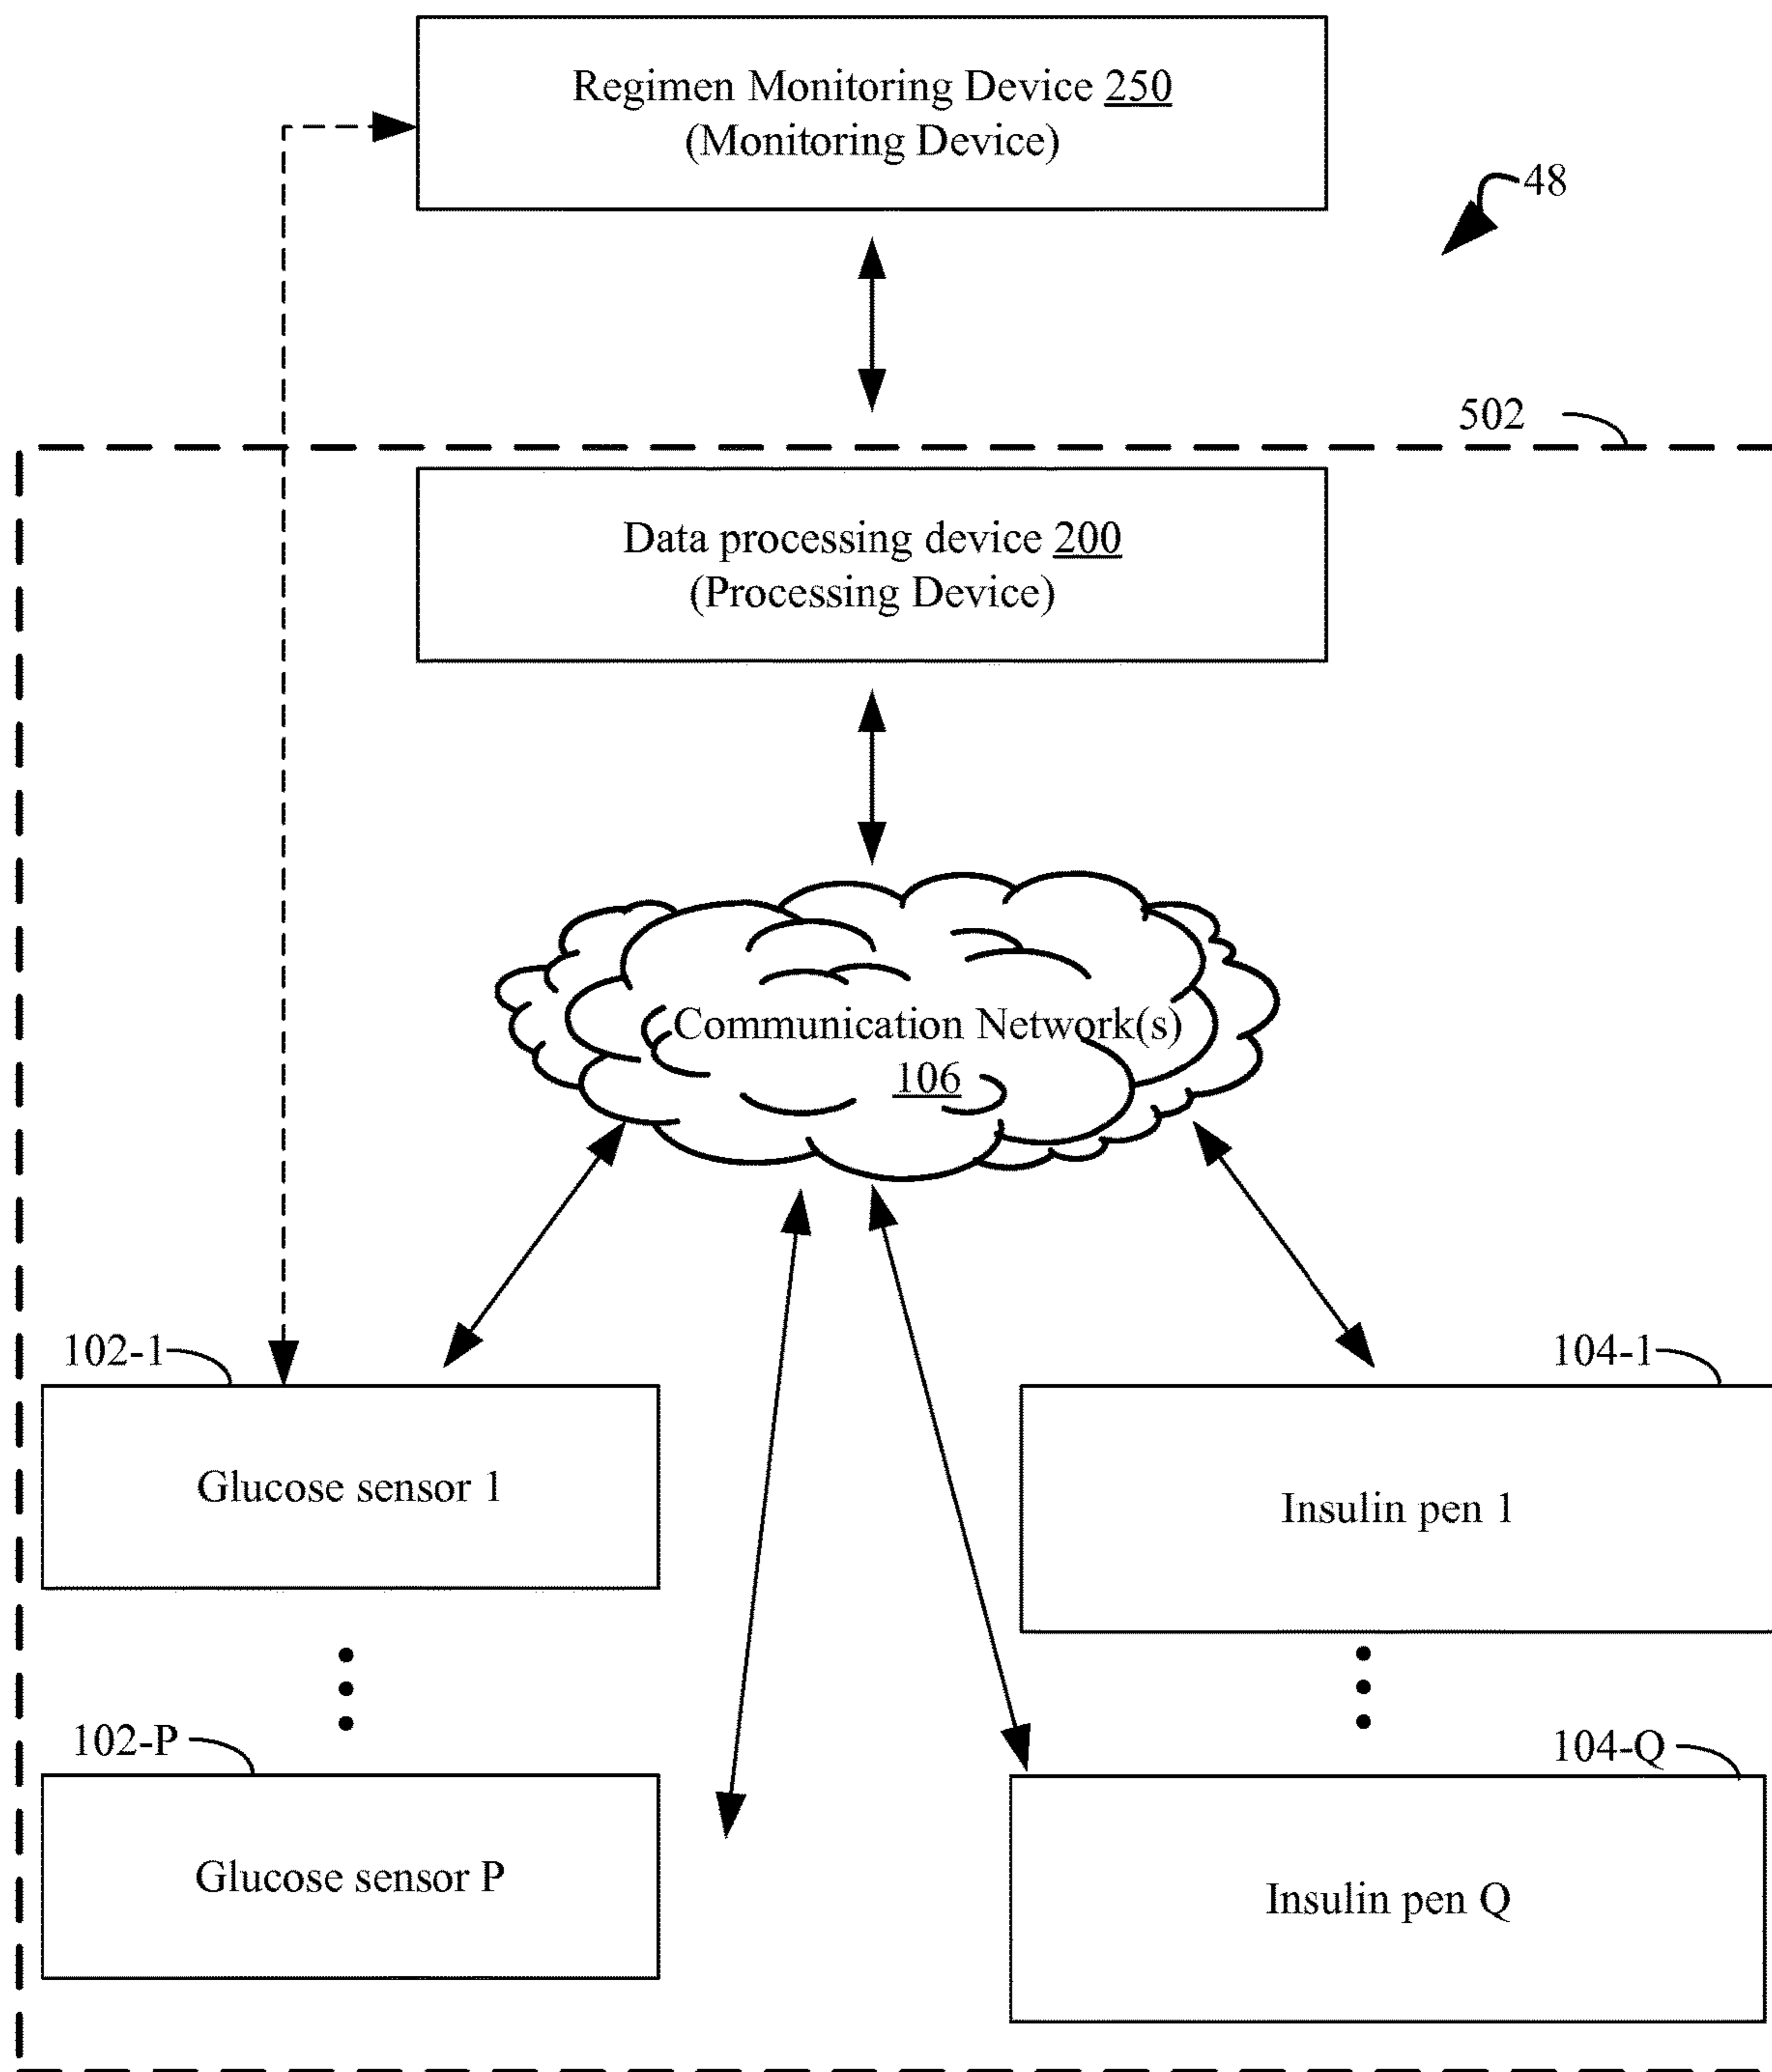 Regimen Monitoring Device 250
(Monitoring Device)
48
502
Data processing device 200
(Processing Device)
Communication Network(s)
106
102-1
104-1
Glucose sensor 1
Insulin pen 1
102-P
104-Q
Glucose sensor P
Insulin pen Q